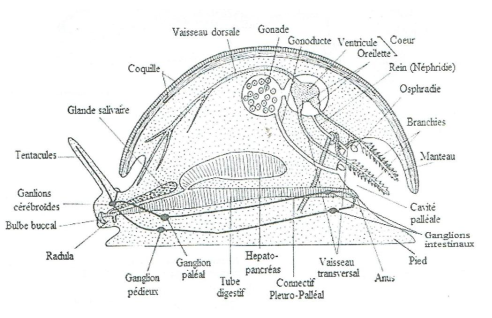 Vaisseau dorsale
Gonade
Gonoducte
Ventricule
Coeur
Oreilette
Rein (Néphridie)
Osphradie
Branchies
Manteau
Cavité
palléale
Ganglions
intestinaux
Pied
Anus
Vaisseau
transversal
Connectif
Pleuro-Palléal
Hepato-
pancréas
Tube
digestif
Ganglion
paléal
Ganglion
pédieux
Radula
Bulbe buccal
Ganlions
cérébroïdes
Tentacules
Glande salivaire
Coquille